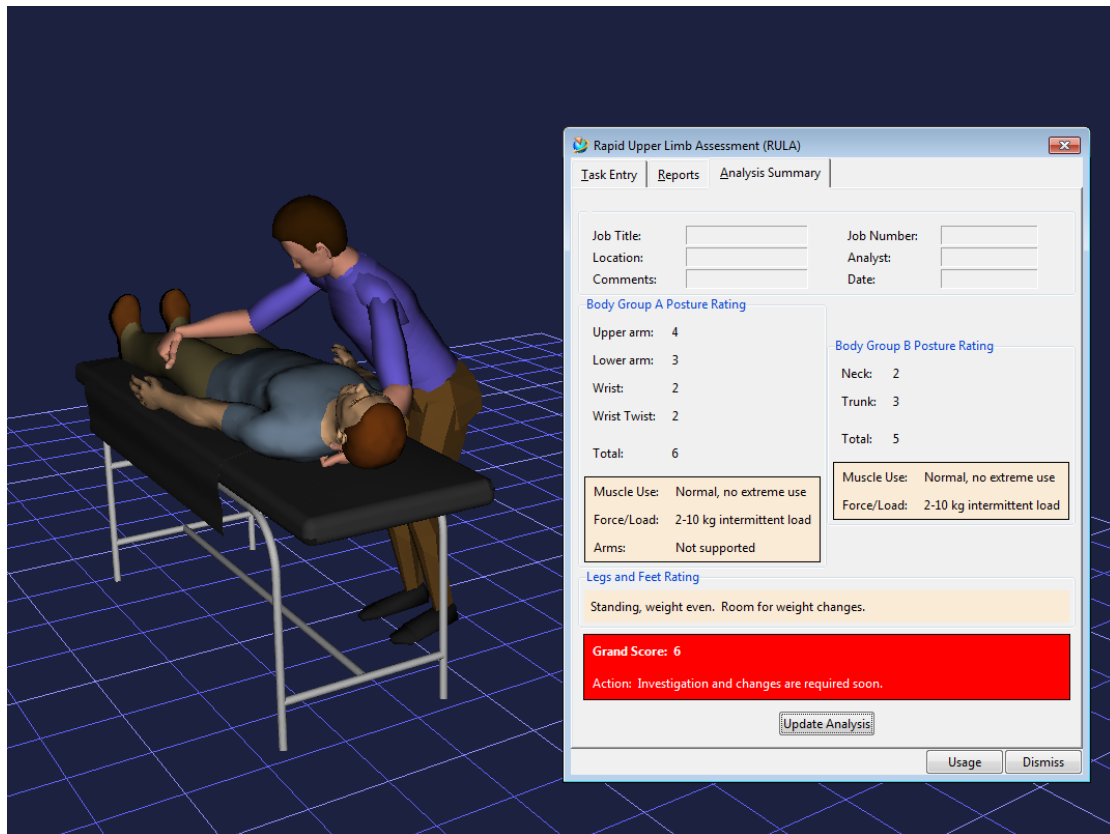 Rapid Upper Limb Assessment (RULA)
Task Entry Reports Analysis Summary
Job Title: Job Number:
Location: Analyst:
Comments: Date:
Body Group A Posture Rating
Upper arm: 4
Lower arm: 3
Wrist: 2
Wrist Twist: 2
Total: 6
Muscle Use: Normal, no extreme use
Force/Load: 2-10 kg intermittent load
Arms: Not supported
Body Group B Posture Rating
Neck: 2
Trunk: 3
Total: 5
Muscle Use: Normal, no extreme use
Force/Load: 2-10 kg intermittent load
Legs and Feet Rating
Standing, weight even. Room for weight changes.
Grand Score: 6
Action: Investigation and changes are required soon.
Update Analysis
Usage Dismiss